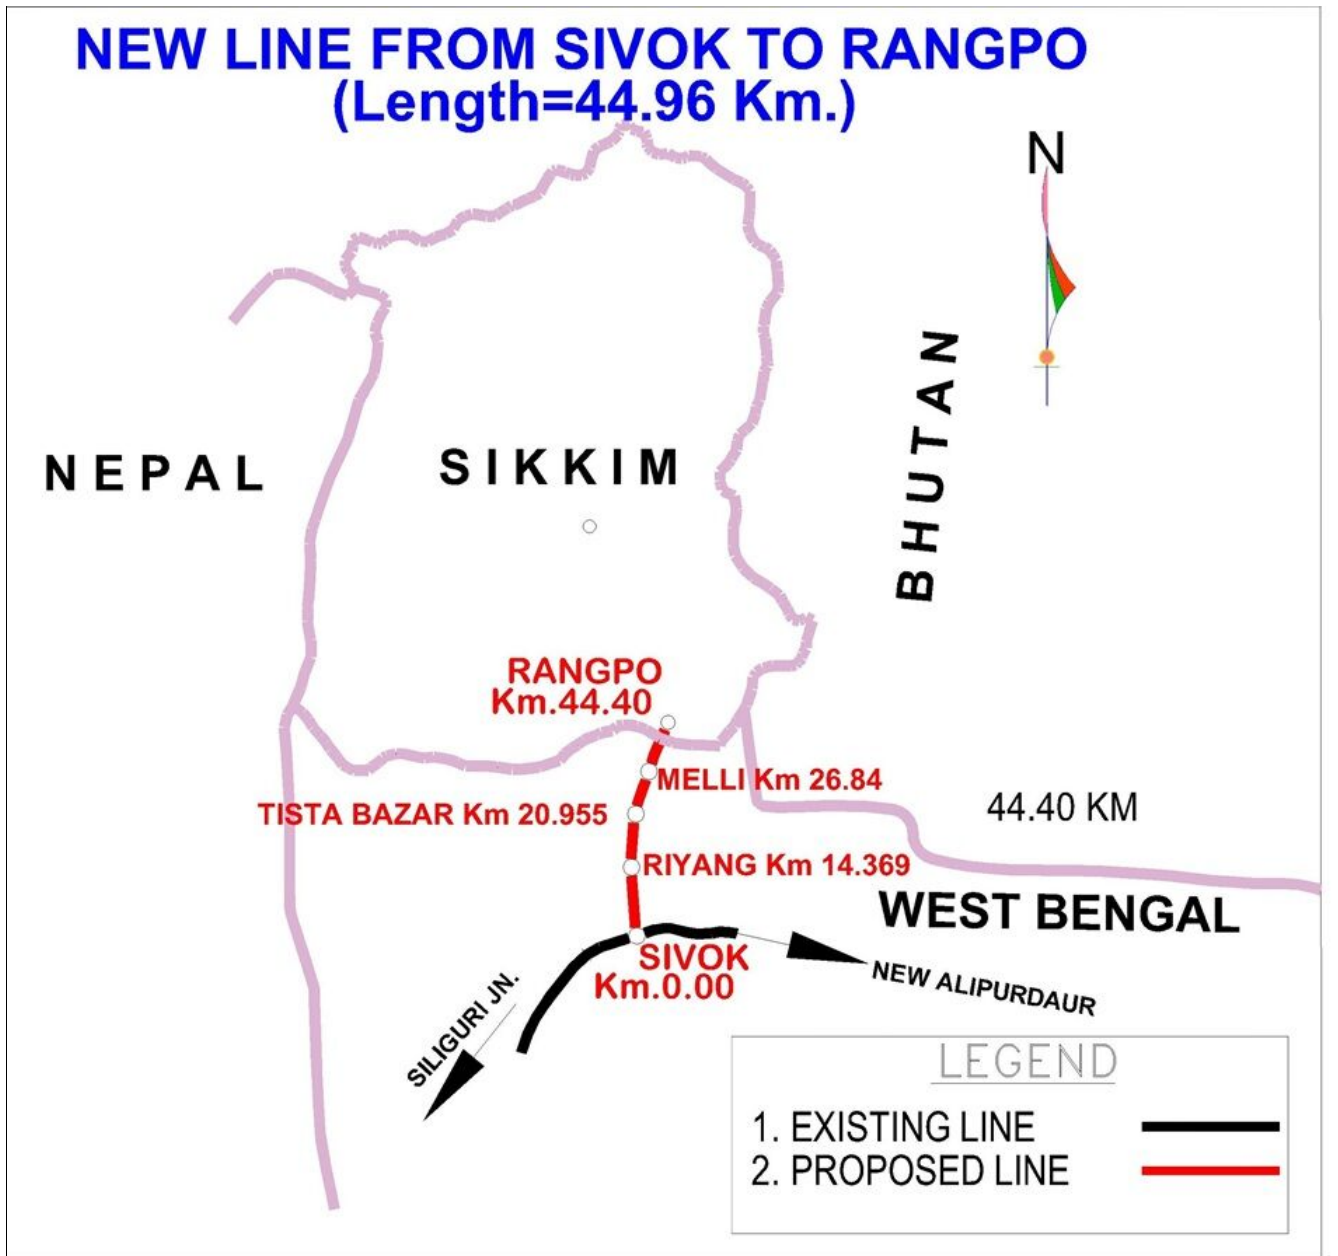 NEW LINE FROM SIVOK TO RANGPO
(Length=44.96 Km.)
N
NEPAL
SIKKIM
BHUTAN
RANGPO
Km.44.40
MELLI Km 26.84
TISTA BAZAR Km 20.955
44.40 KM
RIYANG Km 14.369
WEST BENGAL
SIVOK
Km.0.00
NEW ALIPURDAUR
SILIGURI JN.
LEGEND
1. EXISTING LINE
2. PROPOSED LINE